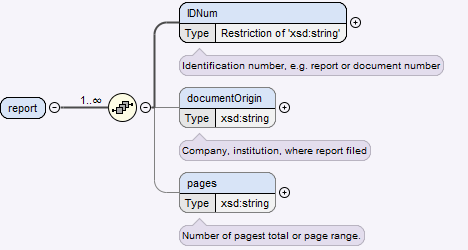 IDNum
Type Restriction of 'xsd:string'
Identification number, e.g. report or document number
report
1..∞
documentOrigin
Type xsd:string
Company, institution, where report filed
pages
Type xsd:string
Number of pagest total or page range.